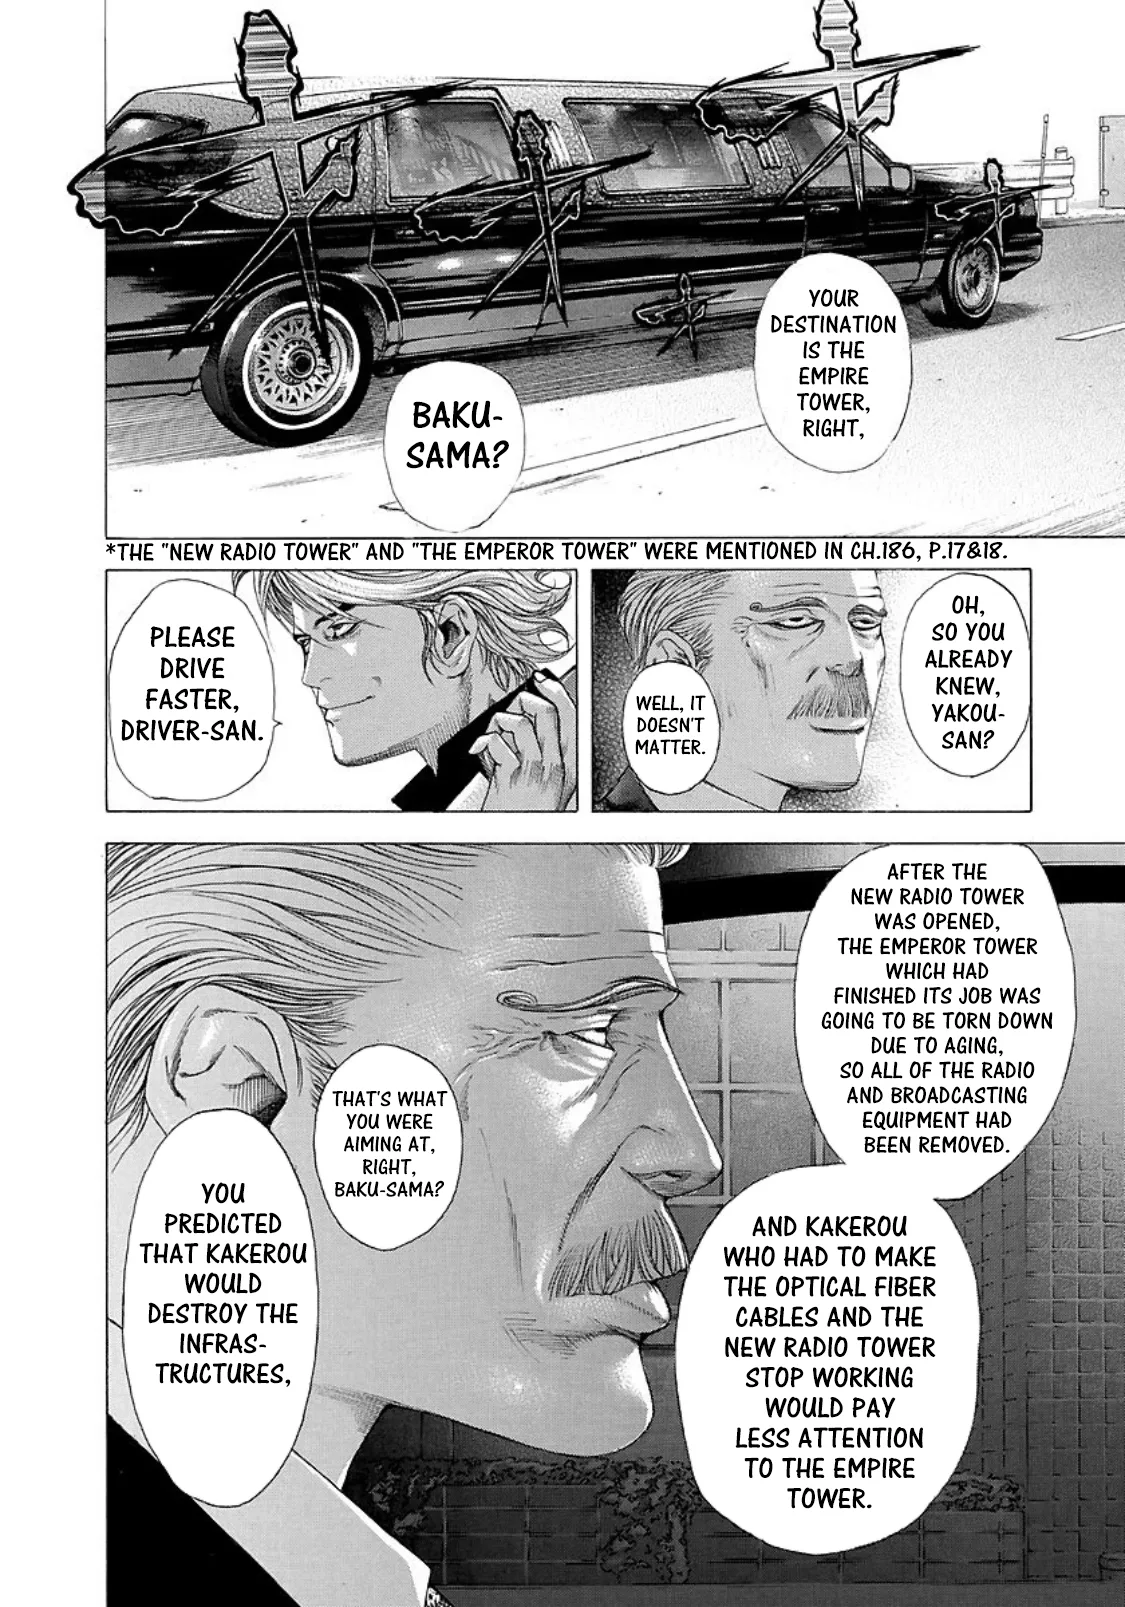 YOUR
DESTINATION
IS THE
EMPIRE
TOWER,
RIGHT,
BAKU-
SAMA?
*THE "NEW RADIO TOWER" AND "THE EMPEROR TOWER" WERE MENTIONED IN CH.186, P.17&18.
OH,
SO YOU
ALREADY
KNEW,
YAKOU-
SAN?
WELL, IT
DOESN'T
MATTER.
PLEASE
DRIVE
FASTER,
DRIVER-SAN.
AFTER THE
NEW RADIO TOWER
WAS OPENED,
THE EMPEROR TOWER
WHICH HAD
FINISHED ITS JOB WAS
GOING TO BE TORN DOWN
DUE TO AGING,
SO ALL OF THE RADIO
AND BROADCASTING
EQUIPMENT HAD
BEEN REMOVED.
AND KAKEROU
WHO HAD TO MAKE
THE OPTICAL FIBER
CABLES AND THE
NEW RADIO TOWER
STOP WORKING
WOULD PAY
LESS ATTENTION
TO THE EMPIRE
TOWER.
THAT'S WHAT
YOU WERE
AIMING AT,
RIGHT,
BAKU-SAMA?
YOU
PREDICTED
THAT KAKEROU
WOULD
DESTROY THE
INFRAS-
TRUCTURES,